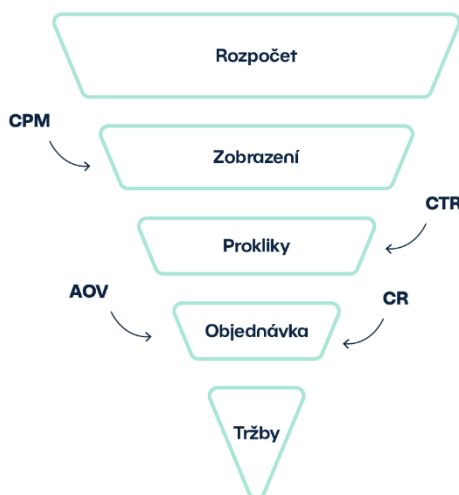 Rozpočet
CPM
Zobrazení
CTR
Prokliky
AOV
CR
Objednávka
Tržby